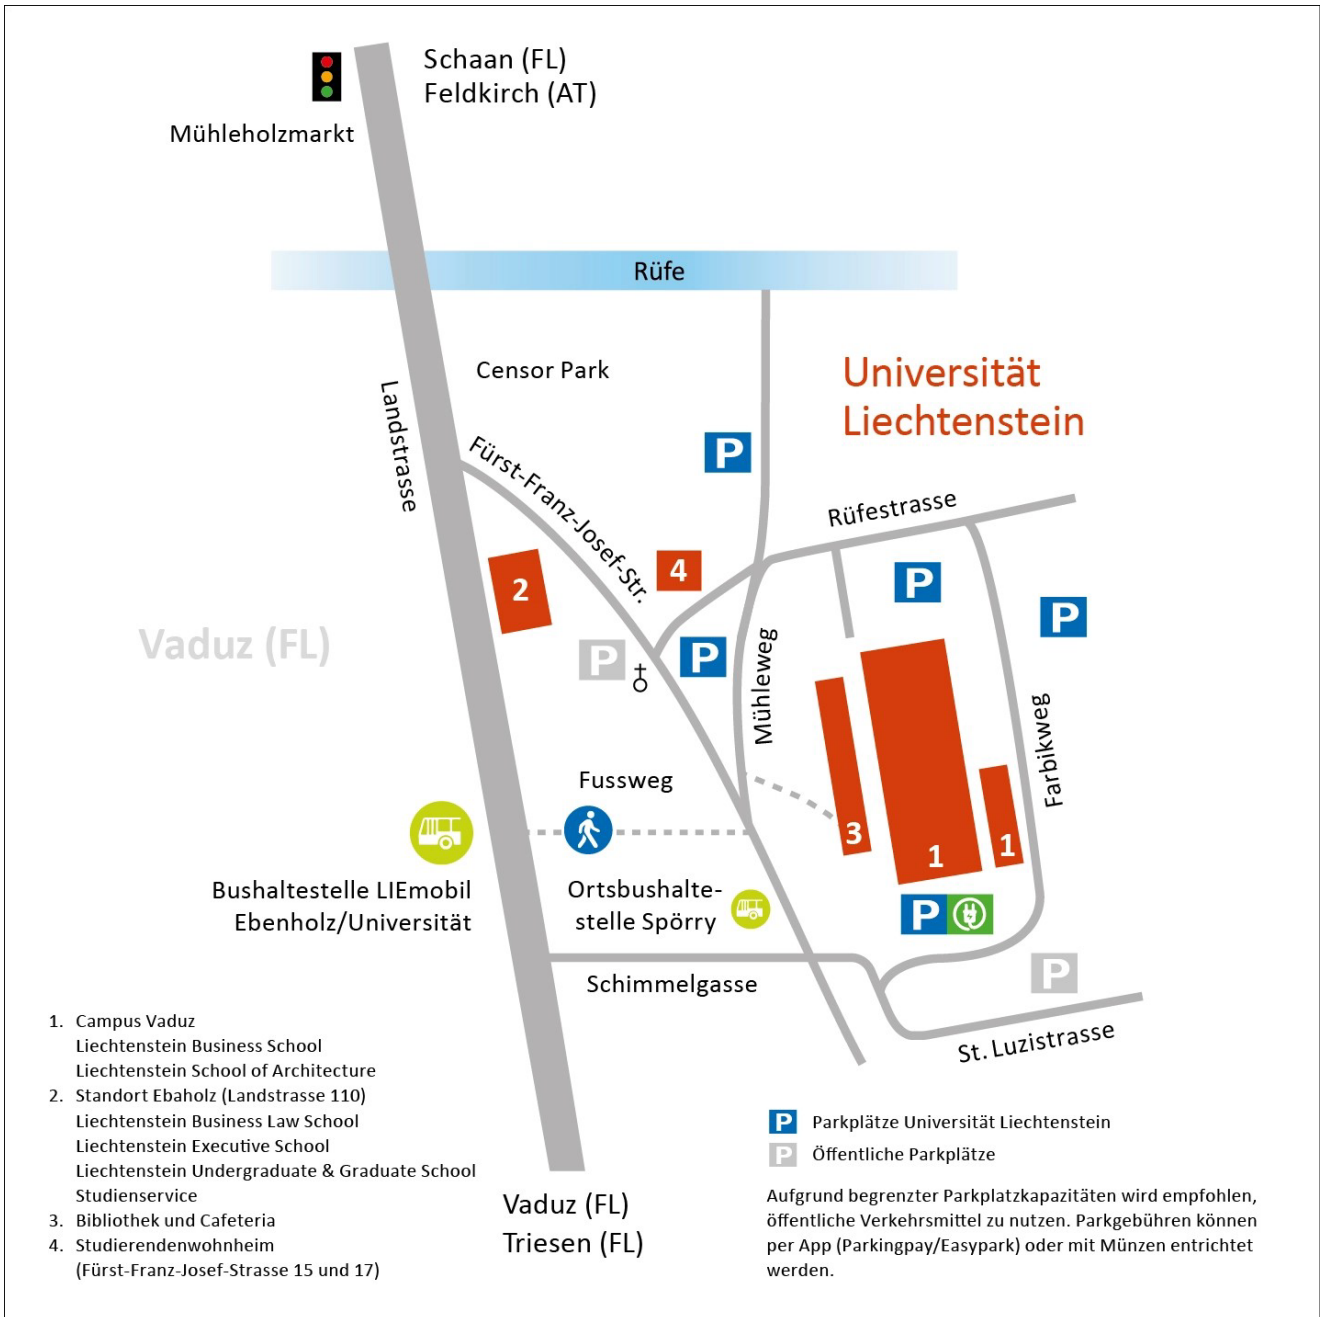 Schaan (FL)
Feldkirch (AT)
Mühleholzmarkt
Rüfe
Censor Park
Universität
Liechtenstein
Landstrasse
Fürst-Franz-Josef-Str.
P
Rüfestrasse
2
4
P
P
Vaduz (FL)
P
P
Mühleweg
Farbikweg
Fussweg
3
1
1
Bushaltestelle LIEmobil
Ebenholz/Universität
Ortsbushalte-
stelle Spörry
P
Schimmelgasse
P
St. Luzistrasse
1. Campus Vaduz
Liechtenstein Business School
Liechtenstein School of Architecture
2. Standort Ebaholz (Landstrasse 110)
Liechtenstein Business Law School
Liechtenstein Executive School
Liechtenstein Undergraduate & Graduate School
Studienservice
3. Bibliothek und Cafeteria
4. Studierendenwohnheim
(Fürst-Franz-Josef-Strasse 15 und 17)
Vaduz (FL)
Triesen (FL)
P Parkplätze Universität Liechtenstein
P Öffentliche Parkplätze
Aufgrund begrenzter Parkplatzkapazitäten wird empfohlen,
öffentliche Verkehrsmittel zu nutzen. Parkgebühren können
per App (Parkingpay/Easypark) oder mit Münzen entrichtet
werden.